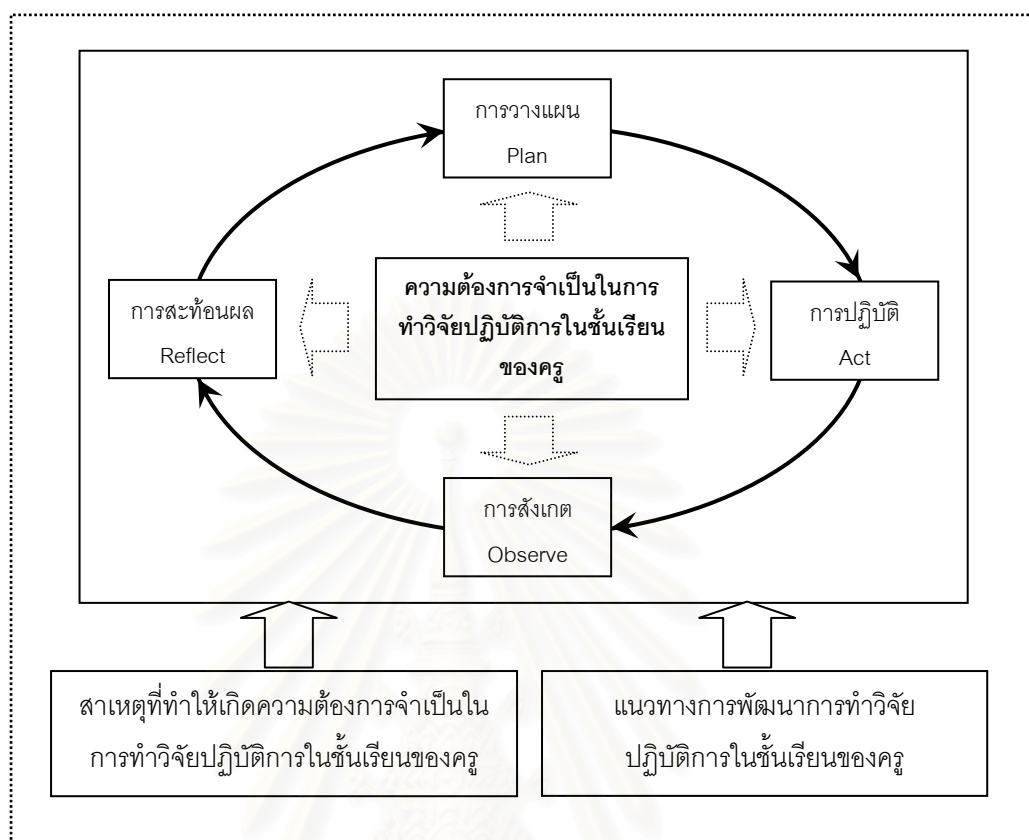 การวางแผน
Plan
การสะท้อนผล
Reflect
ความต้องการจำเป็นในการ
ทำวิจัยปฏิบัติการในชั้นเรียน
ของครู
การปฏิบัติ
Act
การสังเกต
Observe
สาเหตุที่ทำให้เกิดความต้องการจำเป็นใน
การทำวิจัยปฏิบัติการในชั้นเรียนของครู
แนวทางการพัฒนาการทำวิจัย
ปฏิบัติการในชั้นเรียนของครู